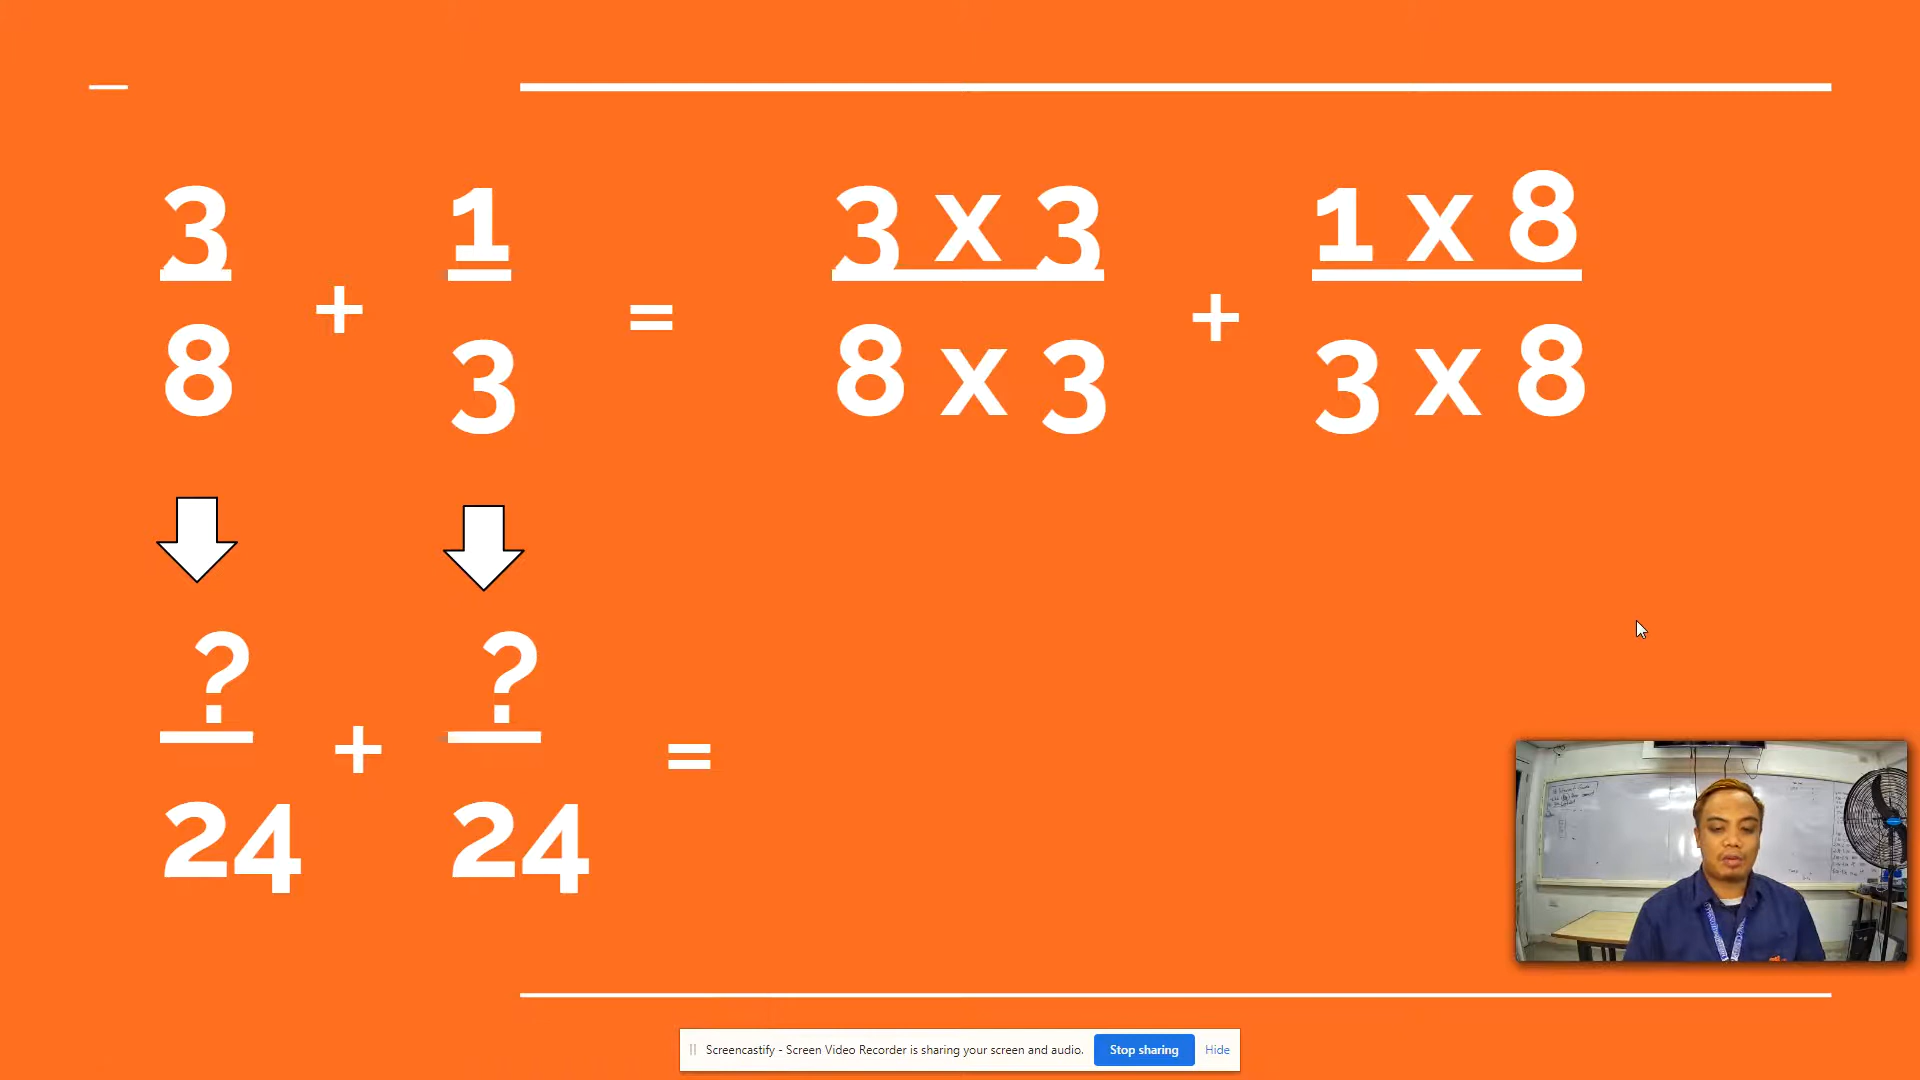 3 + 1 = 3 x 3 + 1 x 8
8 3 8 x 3 3 x 8
? + ? =
24 24
Screencastify - Screen Video Recorder is sharing your screen and audio. Stop sharing Hide